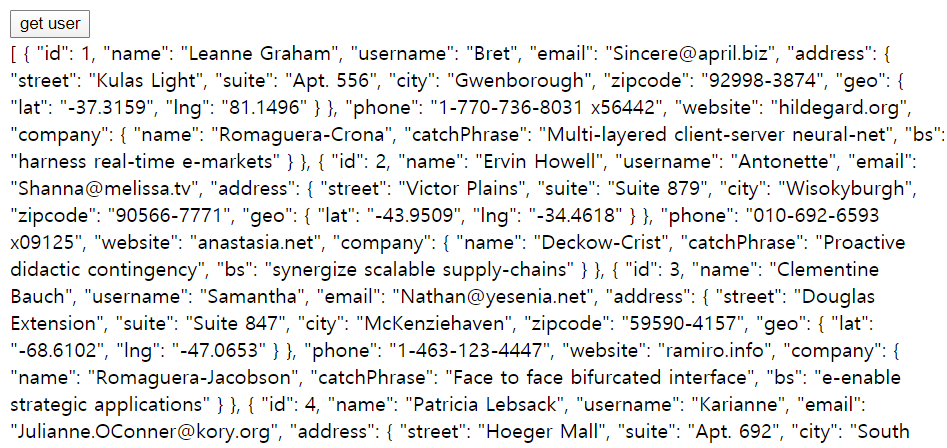 get user
[ { "id": 1, "name": "Leanne Graham", "username": "Bret", "email": "Sincere@april.biz", "address": {
"street": "Kulas Light", "suite": "Apt. 556", "city": "Gwenborough", "zipcode": "92998-3874", "geo": {
"lat": "-37.3159", "lng": "81.1496" } }, "phone": "1-770-736-8031 x56442", "website": "hildegard.org",
"company": { "name": "Romaguera-Crona", "catchPhrase": "Multi-layered client-server neural-net", "bs":
"harness real-time e-markets" } }, { "id": 2, "name": "Ervin Howell", "username": "Antonette", "email":
"Shanna@melissa.tv", "address": { "street": "Victor Plains", "suite": "Suite 879", "city": "Wisokyburgh",
"zipcode": "90566-7771", "geo": { "lat": "-43.9509", "lng": "-34.4618" } }, "phone": "010-692-6593
x09125", "website": "anastasia.net", "company": { "name": "Deckow-Crist", "catchPhrase": "Proactive
didactic contingency", "bs": "synergize scalable supply-chains" } }, { "id": 3, "name": "Clementine
Bauch", "username": "Samantha", "email": "Nathan@yesenia.net", "address": { "street": "Douglas
Extension", "suite": "Suite 847", "city": "McKenziehaven", "zipcode": "59590-4157", "geo": { "lat":
"-68.6102", "lng": "-47.0653" } }, "phone": "1-463-123-4447", "website": "ramiro.info", "company": {
"name": "Romaguera-Jacobson", "catchPhrase": "Face to face bifurcated interface", "bs": "e-enable
strategic applications" } }, { "id": 4, "name": "Patricia Lebsack", "username": "Karianne", "email":
"Julianne.OConner@kory.org", "address": { "street": "Hoeger Mall", "suite": "Apt. 692", "city": "South